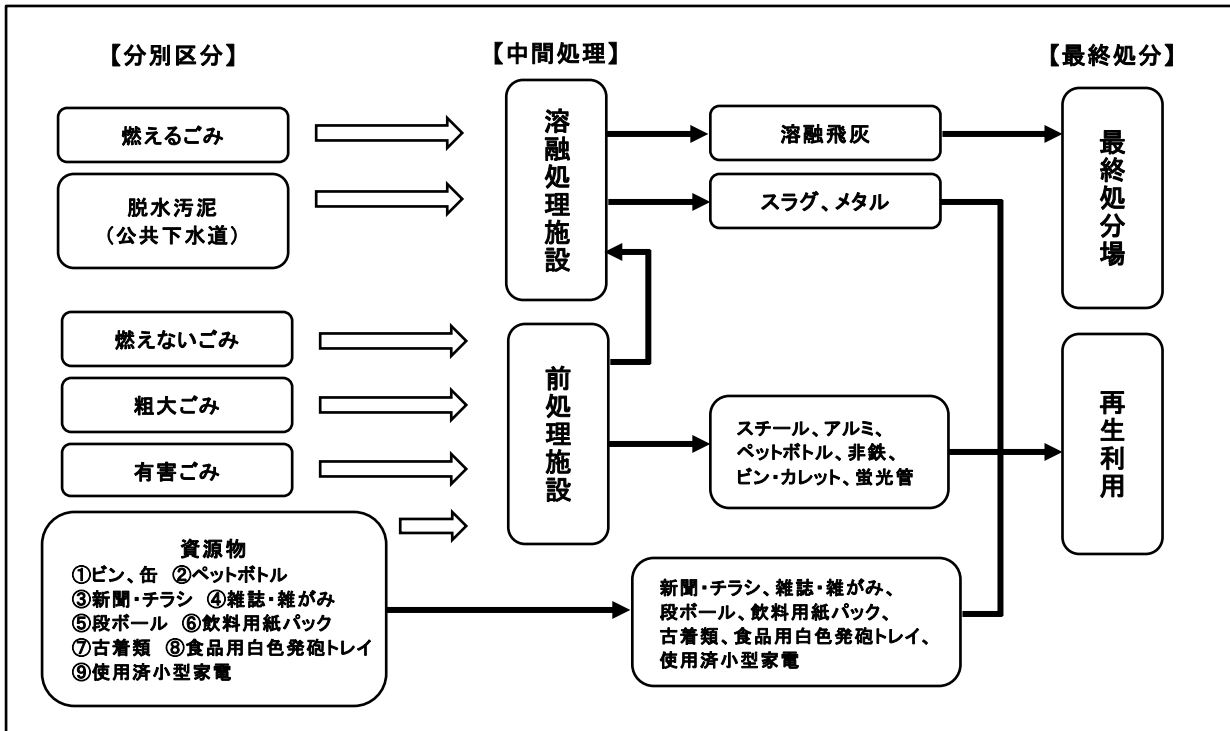 【分別区分】
【中間処理】
【最終処分】
燃えるごみ
脱水汚泥
(公共下水道)
燃えないごみ
粗大ごみ
有害ごみ
資源物
①ビン、缶 ②ペットボトル
③新聞・チラシ ④雑誌・雑がみ
⑤段ボール ⑥飲料用紙パック
⑦古着類 ⑧食品用白色発砲トレイ
⑨使用済小型家電
溶融処理施設
前処理施設
溶融飛灰
スラグ、メタル
スチール、アルミ、
ペットボトル、非鉄、
ビン・カレット、蛍光管
新聞・チラシ、雑誌・雑がみ、
段ボール、飲料用紙パック、
古着類、食品用白色発砲トレイ、
使用済小型家電
最終処分場
再生利用